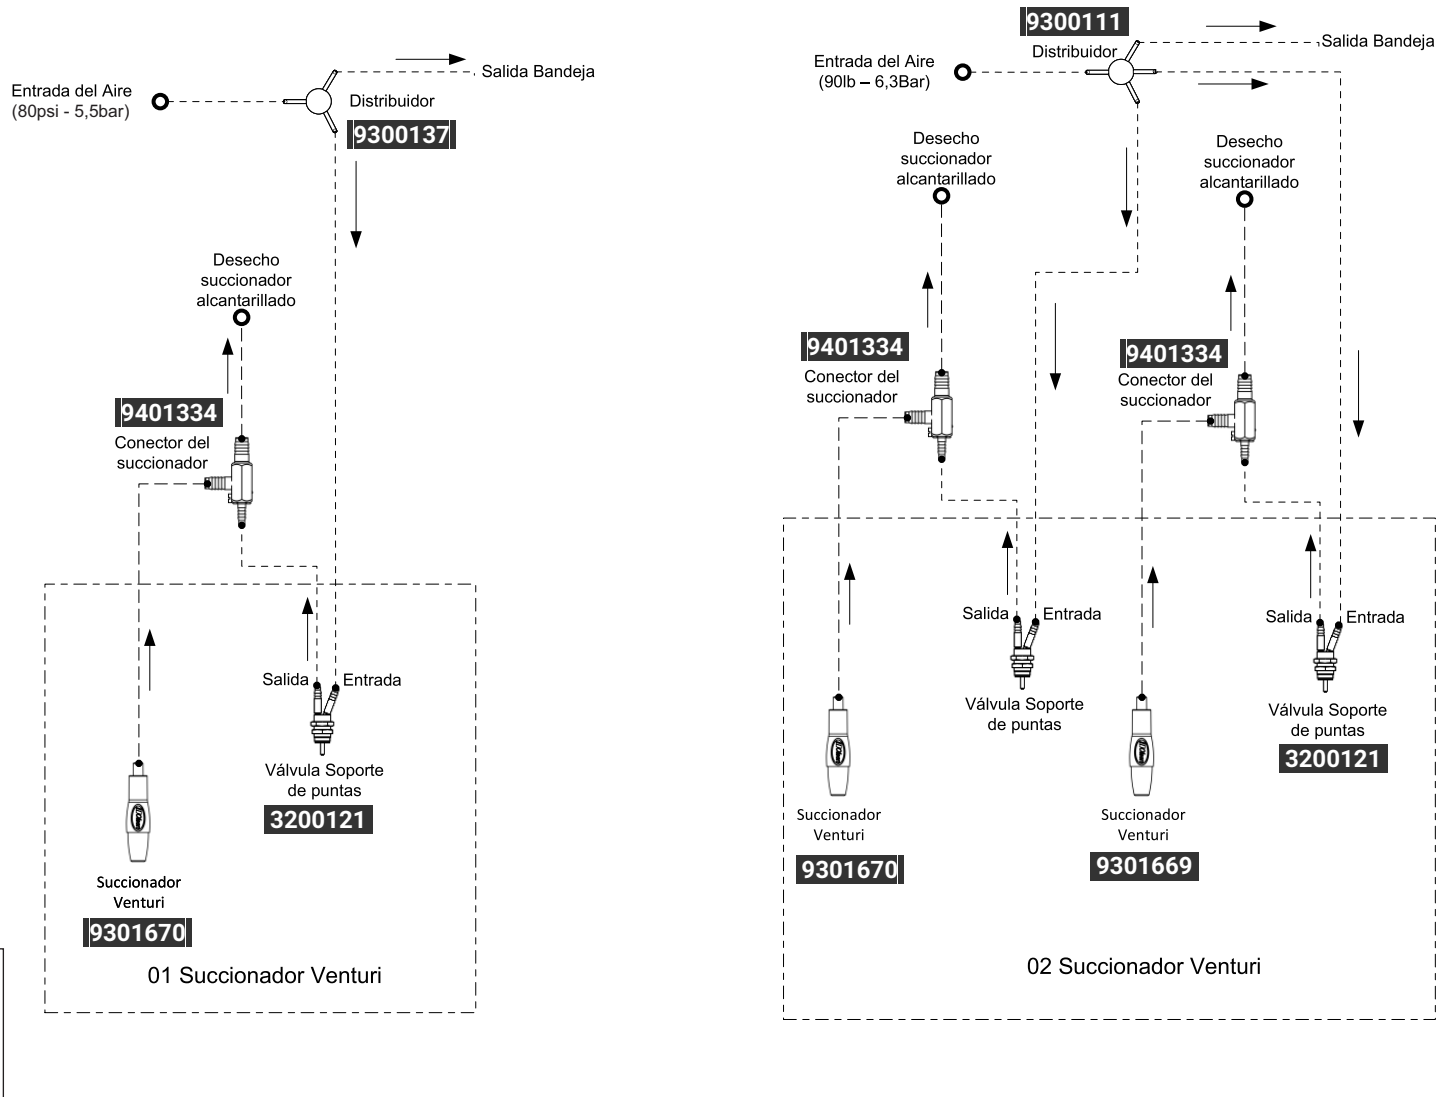 Entrada del Aire
(80psi - 5,5bar)
Salida Bandeja
Distribuidor
9300137
Desecho
succionador
alcantarillado
9401334
Conector del
succionador
Salida
Entrada
Válvula Soporte
de puntas
3200121
Succionador
Venturi
9301670
01 Succionador Venturi
9300111
Distribuidor
Salida Bandeja
Entrada del Aire
(90lb – 6,3Bar)
Desecho
succionador
alcantarillado
Desecho
succionador
alcantarillado
9401334
Conector del
succionador
9401334
Conector del
succionador
Salida
Entrada
Válvula Soporte
de puntas
Salida
Entrada
Válvula Soporte
de puntas
3200121
Succionador
Venturi
9301670
Succionador
Venturi
9301669
02 Succionador Venturi